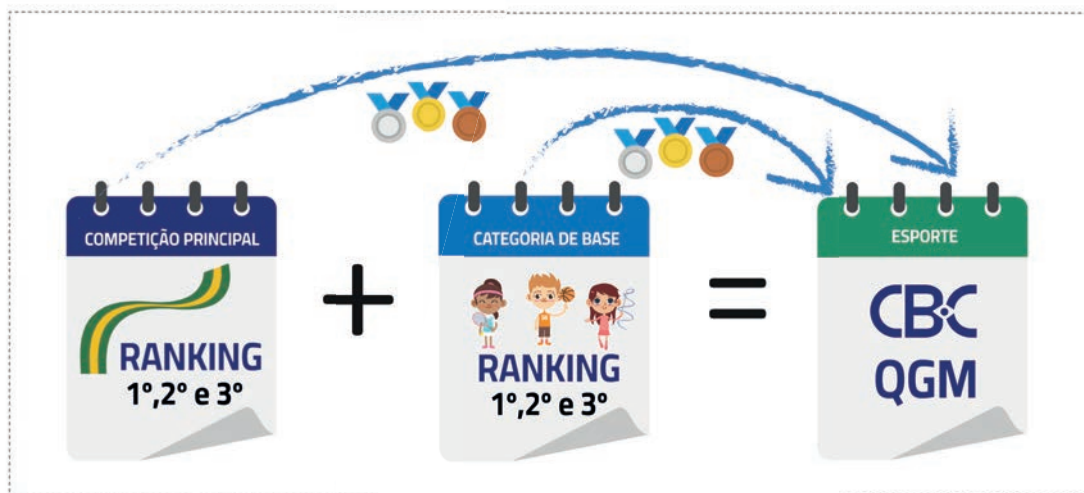 COMPETIÇÃO PRINCIPAL
RANKING
1º,2º e 3º
+
CATEGORIA DE BASE
RANKING
1º,2º e 3º
=
ESPORTE
CBC
QGM